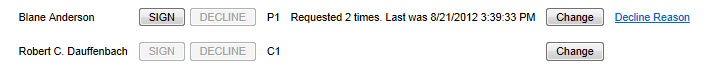 Blane Anderson SIGN DECLINE P1 Requested 2 times. Last was 8/21/2012 3:39:33 PM Change Decline Reason
Robert C. Dauffenbach SIGN DECLINE C1 Change